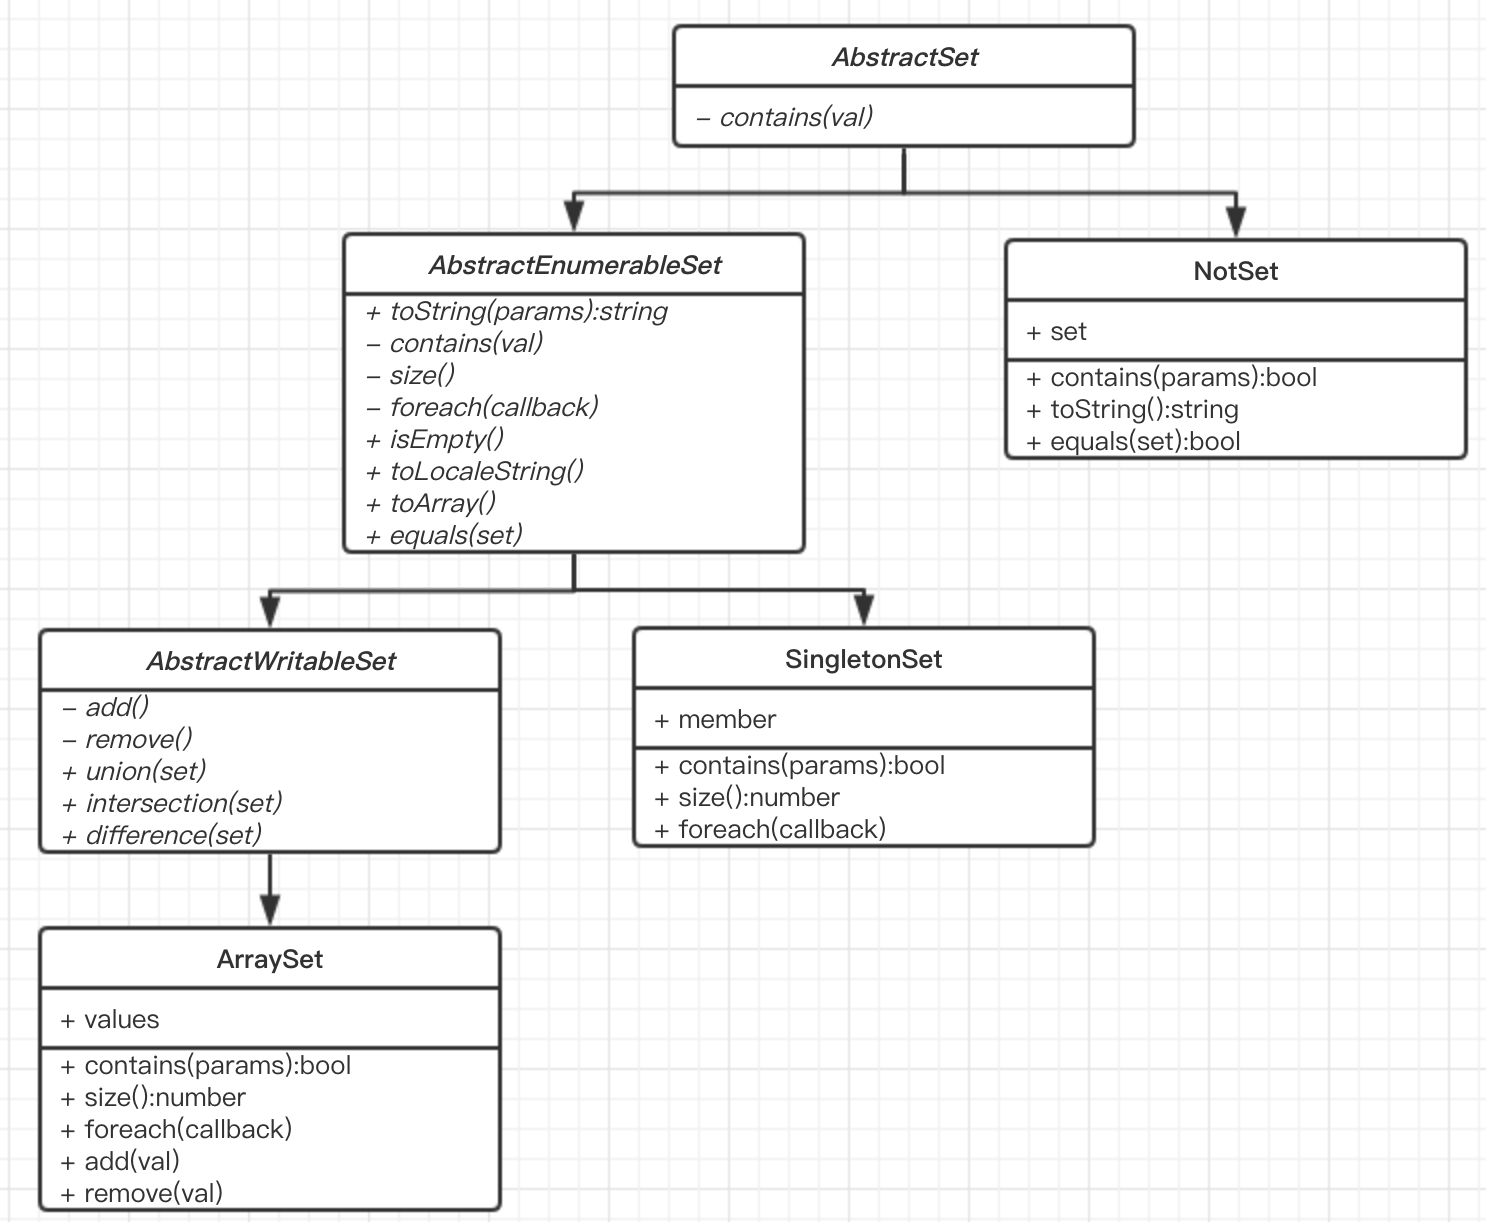 AbstractSet
– contains(val)
AbstractEnumerableSet
+ toString(params):string
– contains(val)
– size()
– foreach(callback)
+ isEmpty()
+ toLocaleString()
+ toArray()
+ equals(set)
NotSet
+ set
+ contains(params):bool
+ toString():string
+ equals(set):bool
AbstractWritableSet
– add()
– remove()
+ union(set)
+ intersection(set)
+ difference(set)
SingletonSet
+ member
+ contains(params):bool
+ size():number
+ foreach(callback)
ArraySet
+ values
+ contains(params):bool
+ size():number
+ foreach(callback)
+ add(val)
+ remove(val)